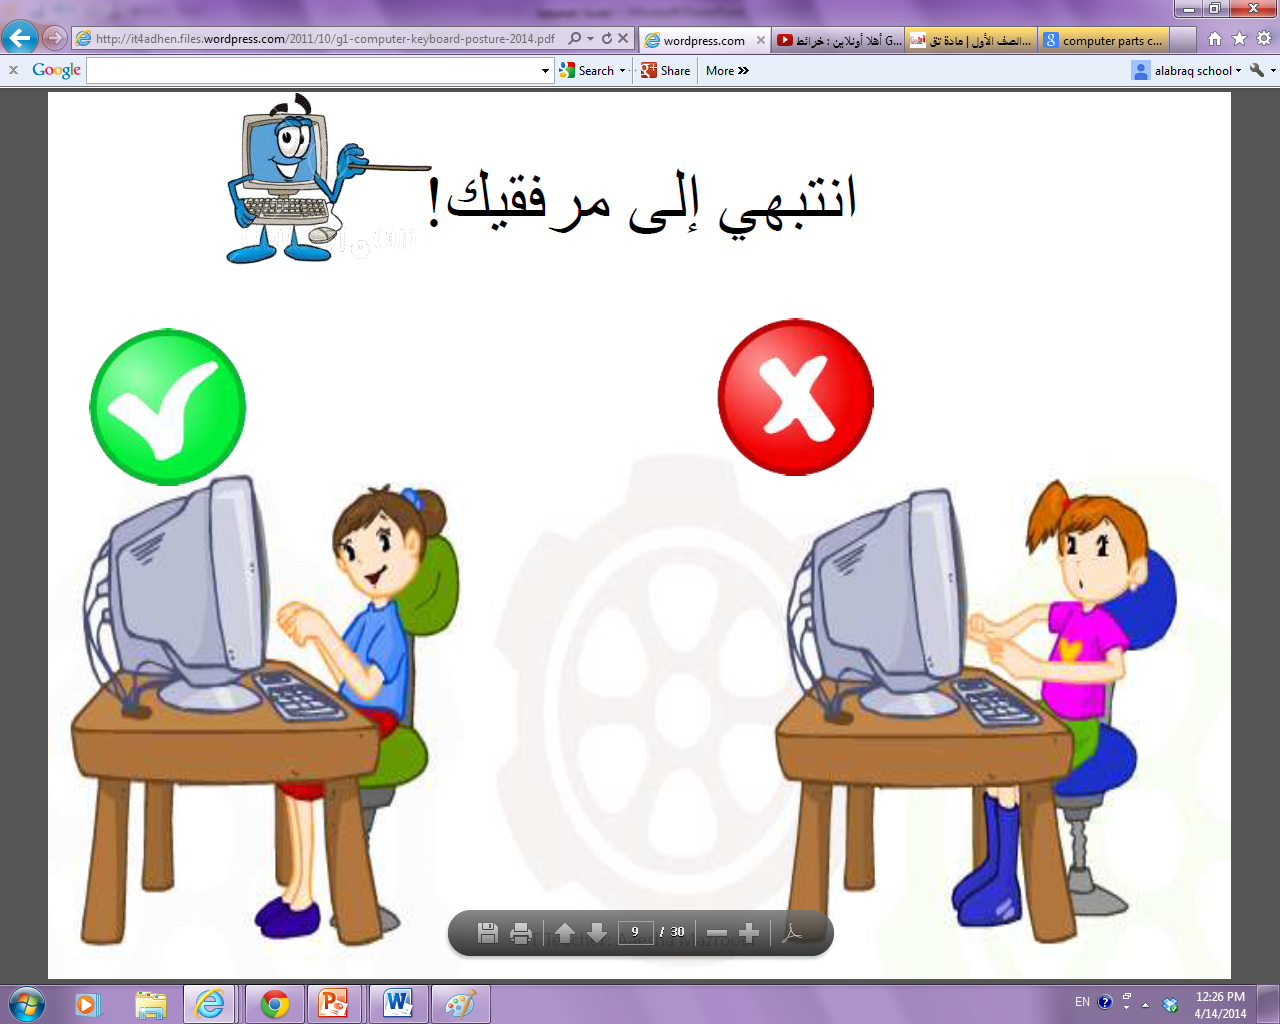 http://it4adhen.files.wordpress.com/2011/10/g1-computer-keyboard-posture-2014.pdf
wordpress.com
أهلا أونلاين : خرائط G...
الصف الأول | مادة تق...
computer parts c...
x Google
Search
Share
More »
alabraq school
انتبهي إلى مرفقيك!
9 / 30
EN
12:26 PM
4/14/2014